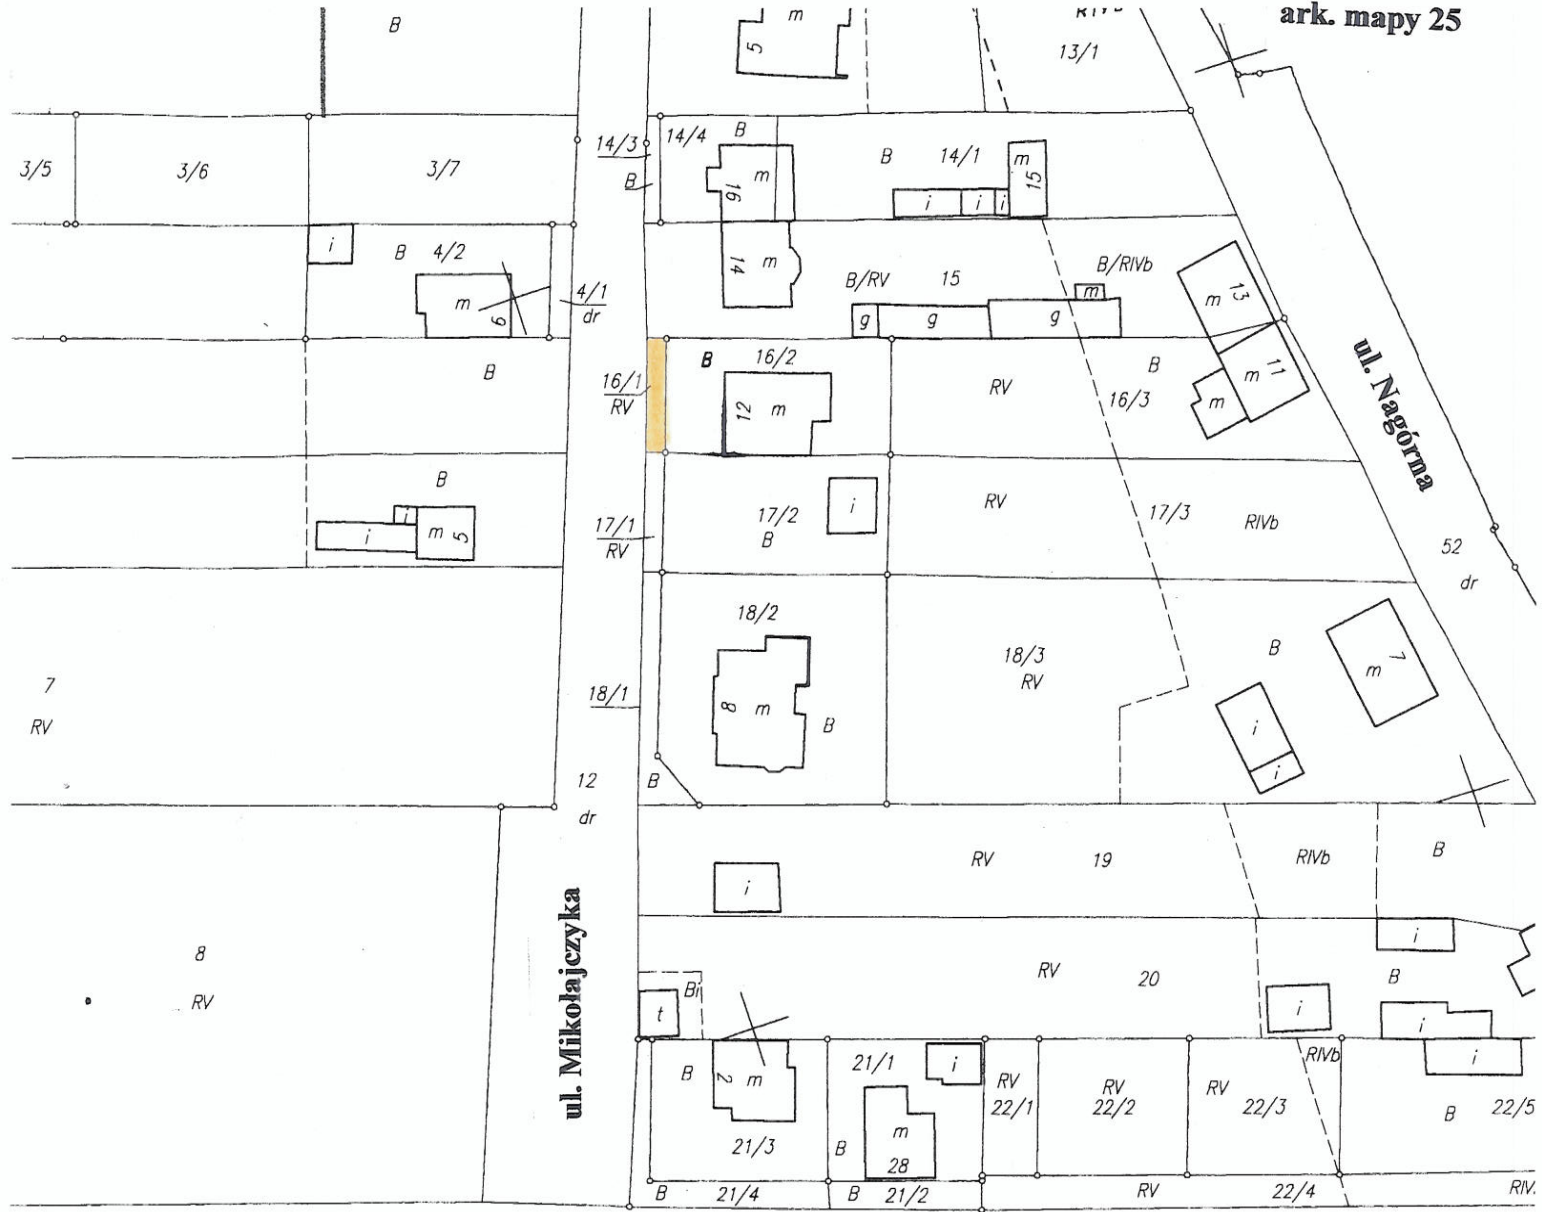 ark. mapy 25
B
m
5
RIVb
13/1
3/5
3/6
3/7
14/3
B
14/4
B
m
16
B
14/1
m
15
i
i
i
i
B
4/2
m
6
4/1
dr
14
m
B/RV
15
B/RIVb
m
g
g
g
m
13
m
11
m
ul. Nagórna
B
16/1
RV
B
16/2
12
m
RV
B
16/3
B
i
i
m
5
17/1
RV
17/2
B
i
RV
17/3
RIVb
52
dr
7
RV
18/1
18/2
8
m
B
18/3
RV
B
m
7
i
i
12
dr
B
RV
19
RIVb
B
i
ul. Mikołajczyka
8
RV
RV
20
B
i
i
i
Bi
t
B
2
m
21/3
21/1
i
B
m
28
RV
22/1
RV
22/2
RV
22/3
RIVb
i
B
22/5
B
21/4
B
21/2
RV
22/4
RIV